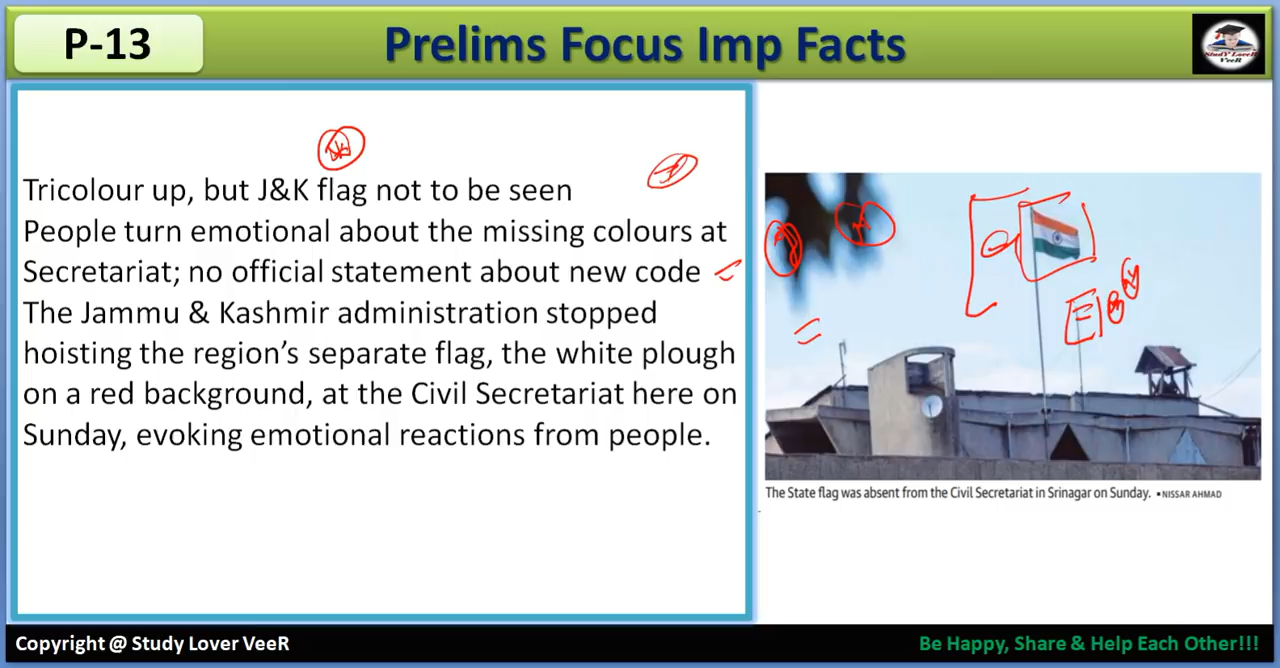 P-13
Prelims Focus Imp Facts
StudY LoveR
VeeR
Tricolour up, but J&K flag not to be seen
People turn emotional about the missing colours at
Secretariat; no official statement about new code
The Jammu & Kashmir administration stopped
hoisting the region's separate flag, the white plough
on a red background, at the Civil Secretariat here on
Sunday, evoking emotional reactions from people.
The State flag was absent from the Civil Secretariat in Srinagar on Sunday. ▪NISSAR AHMAD
Copyright @ Study Lover VeeR
Be Happy, Share & Help Each Other!!!